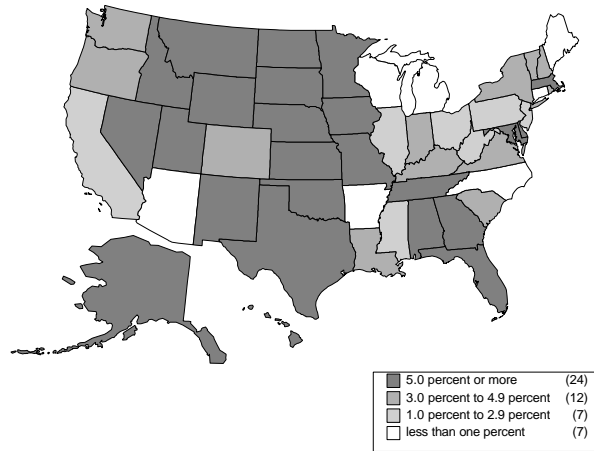 5.0 percent or more (24)
3.0 percent to 4.9 percent (12)
1.0 percent to 2.9 percent (7)
less than one percent (7)